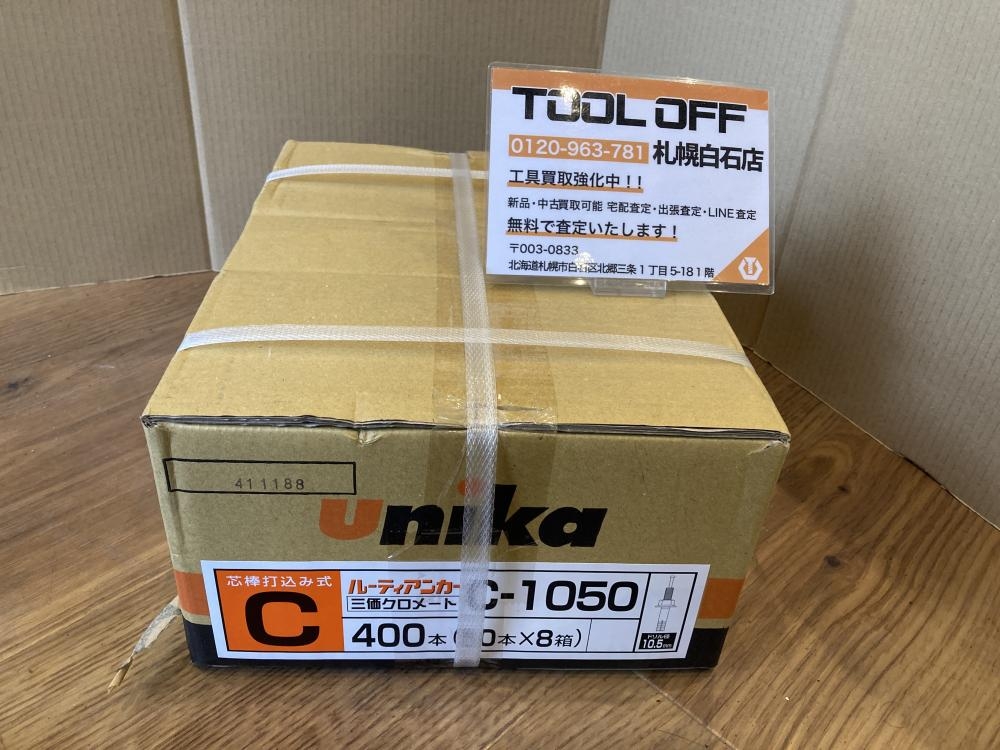 TOOL OFF
0120-963-781 札幌白石店
工具買取強化中!!
新品・中古買取可能 宅配査定・出張査定・LINE査定
無料で査定いたします!
〒003-0833
北海道札幌市白石区北郷三条1丁目5-18 1階
411188
unika
芯棒打込み式
C
ルーティアンカー
三価クロメート
C-1050
400本(0本×8箱)
ドリル径
10.5mm